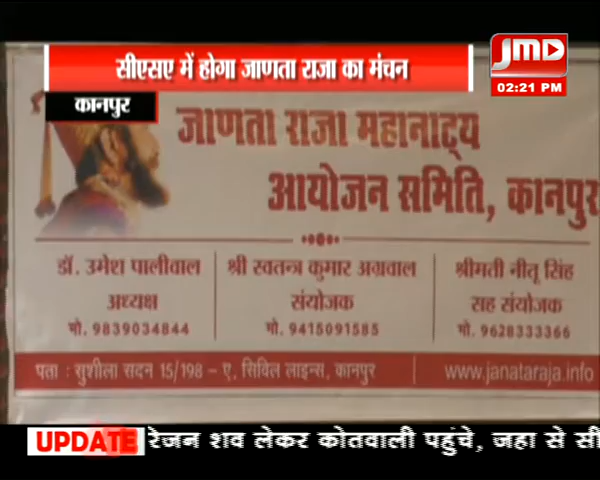 सीएसए में होगा जाणता राजा का मंचन
JMD
02:21 PM
कानपुर
जाणता राजा महानाट्य
आयोजन समिति, कानपुर
डॉ. उमेश पालीवाल
अध्यक्ष
मो. 9839034844
श्री स्वतन्त्र कुमार अग्रवाल
संयोजक
मो. 9415091585
श्रीमती नीतू सिंह
सह संयोजक
मो. 9628333366
पता : सुशीला सदन 15/198 - ए, सिविल लाइन्स, कानपुर
www.janataraja.info
UPDATE रेजन शव लेकर कोतवाली पहुंचे, जहा से सी